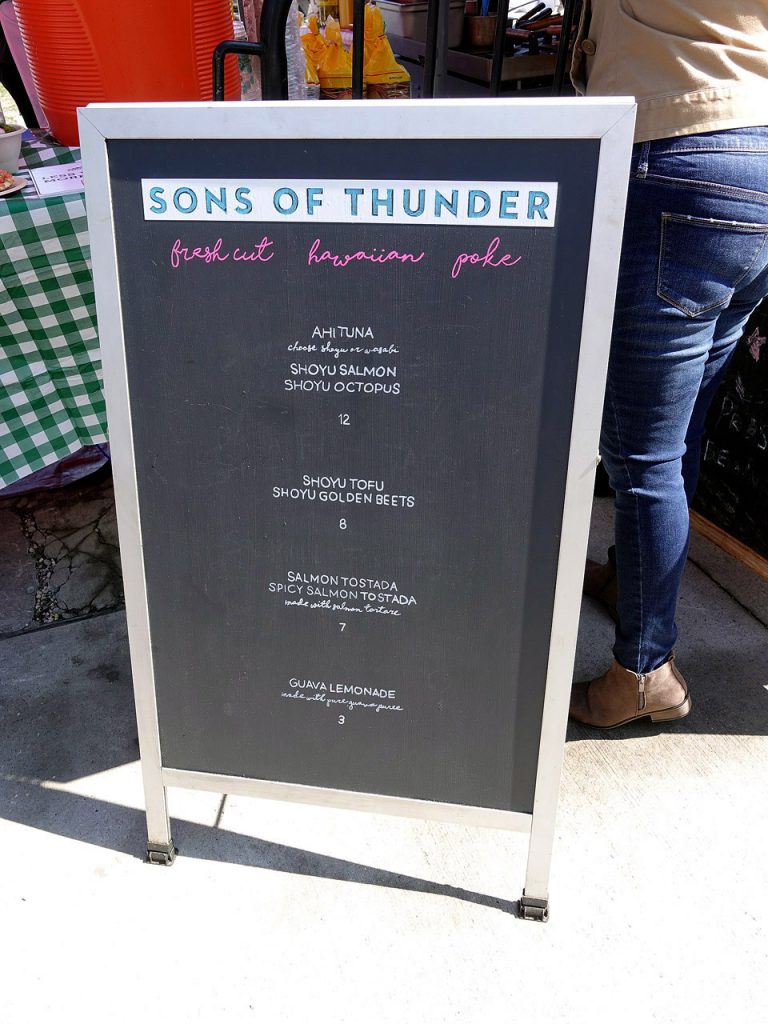 SONS OF THUNDER
fresh cut hawaiian poke
AHI TUNA
choose shoyu or wasabi
SHOYU SALMON
SHOYU OCTOPUS
12
SHOYU TOFU
SHOYU GOLDEN BEETS
8
SALMON TOSTADA
SPICY SALMON TOSTADA
made with salmon tartare
7
GUAVA LEMONADE
made with pure guava puree
3